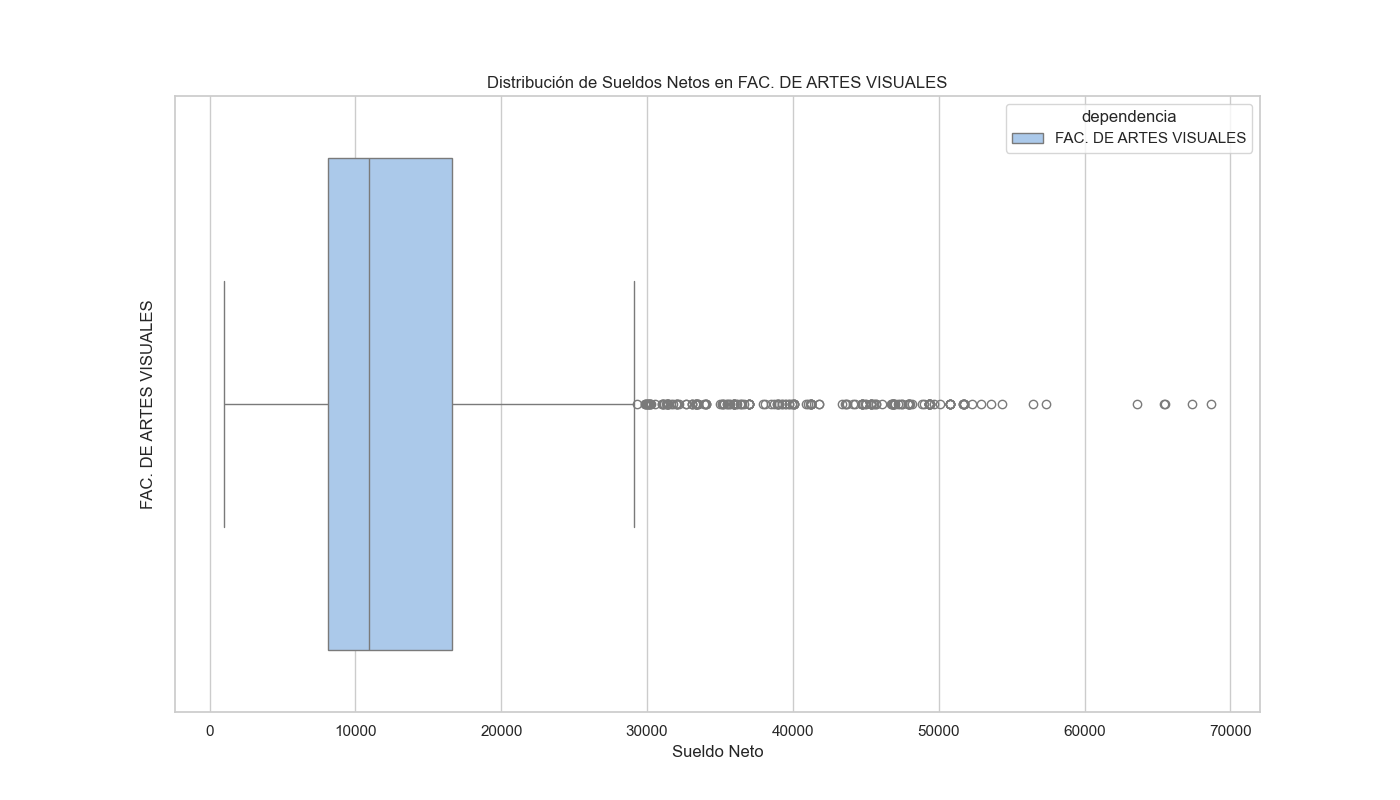 Distribución de Sueldos Netos en FAC. DE ARTES VISUALES
dependencia
FAC. DE ARTES VISUALES
FAC. DE ARTES VISUALES
0 10000 20000 30000 40000 50000 60000 70000
Sueldo Neto